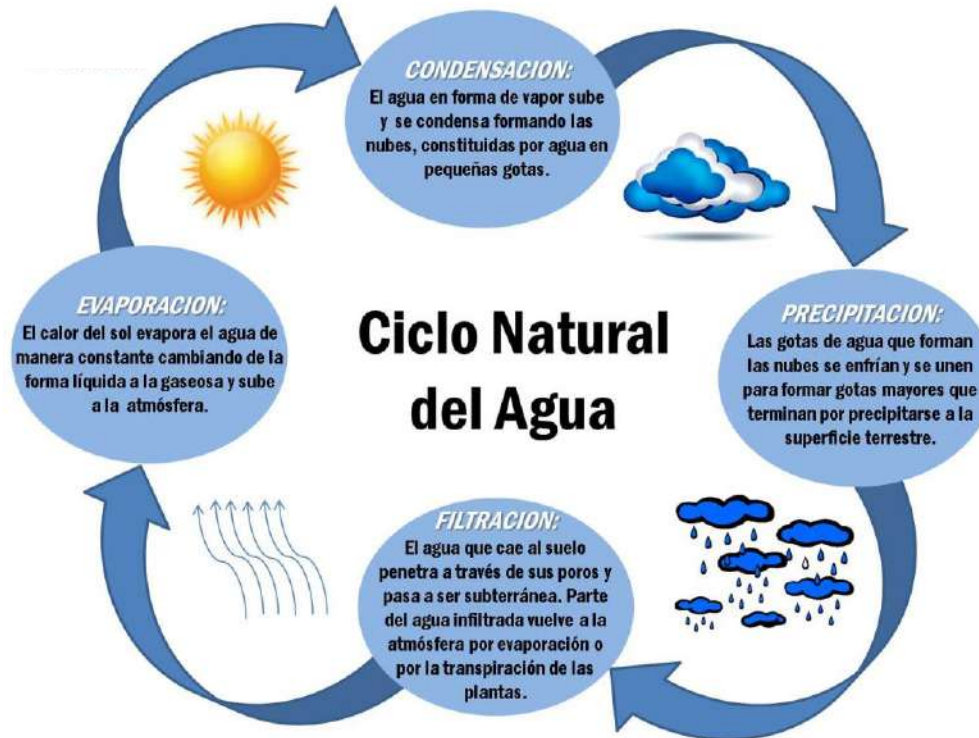 CONDENSACION:
El agua en forma de vapor sube
y se condensa formando las
nubes, constituidas por agua en
pequeñas gotas.
EVAPORACION:
El calor del sol evapora el agua de
manera constante cambiando de la
forma líquida a la gaseosa y sube
a la atmósfera.
Ciclo Natural
del Agua
PRECIPITACION:
Las gotas de agua que forman
las nubes se enfrían y se unen
para formar gotas mayores que
terminan por precipitarse a la
superficie terrestre.
FILTRACION:
El agua que cae al suelo
penetra a través de sus poros y
pasa a ser subterránea. Parte
del agua infiltrada vuelve a la
atmósfera por evaporación o
por la transpiración de las
plantas.